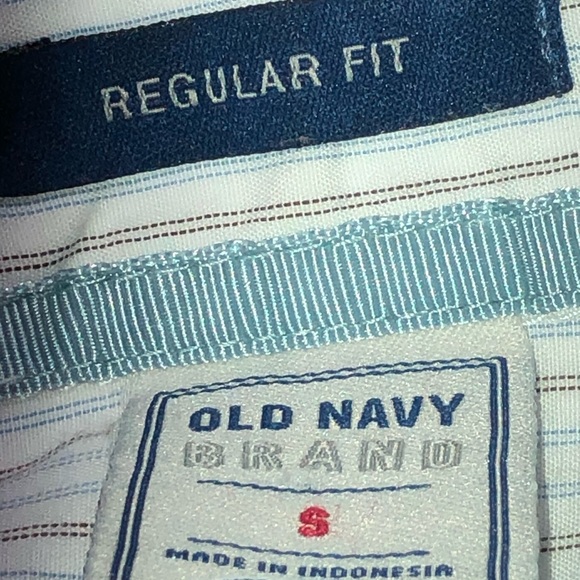 REGULAR FIT
OLD NAVY
BRAND
S
MADE IN INDONESIA